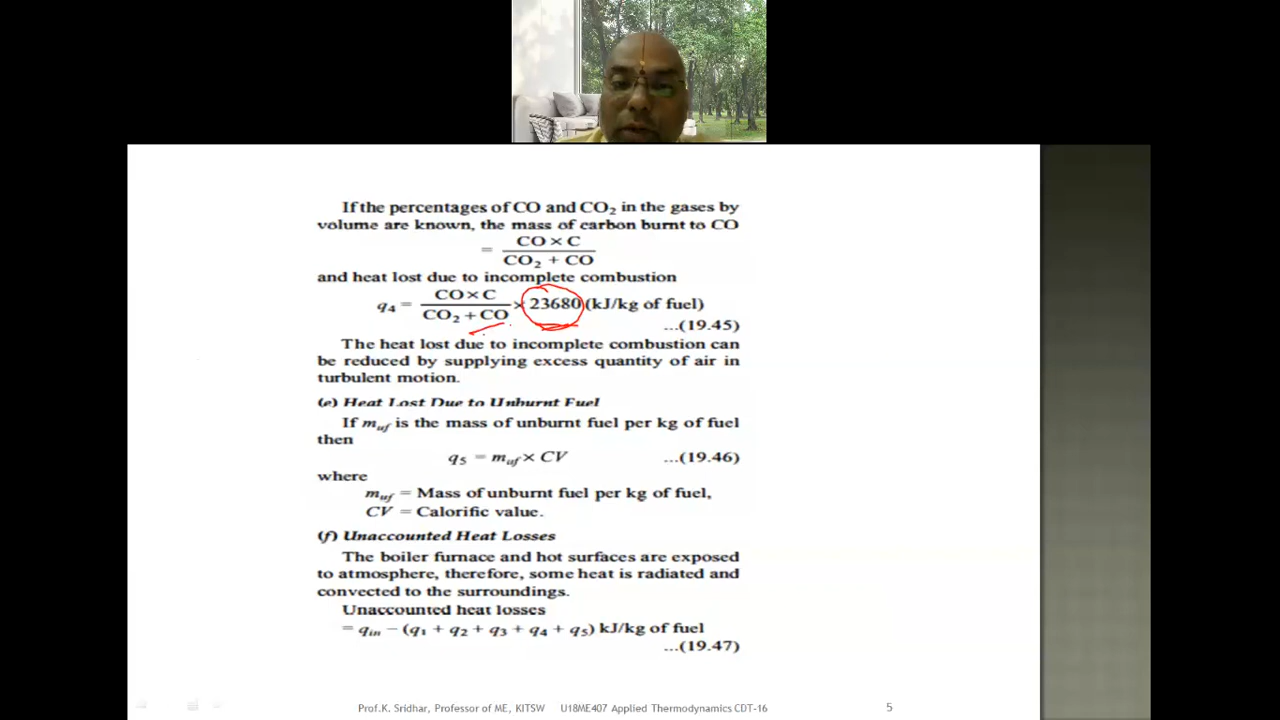 If the percentages of CO and CO₂ in the gases by
volume are known, the mass of carbon burnt to CO
= CO × C / CO₂ + CO
and heat lost due to incomplete combustion
q₄ = CO × C / CO₂ + CO × 23680 (kJ/kg of fuel)
...(19.45)
The heat lost due to incomplete combustion can
be reduced by supplying excess quantity of air in
turbulent motion.
(e) Heat Lost Due to Unburnt Fuel
If m_uf is the mass of unburnt fuel per kg of fuel
then
q₅ = m_uf × CV ...(19.46)
where
m_uf = Mass of unburnt fuel per kg of fuel,
CV = Calorific value.
(f) Unaccounted Heat Losses
The boiler furnace and hot surfaces are exposed
to atmosphere, therefore, some heat is radiated and
convected to the surroundings.
Unaccounted heat losses
= q_in − (q₁ + q₂ + q₃ + q₄ + q₅) kJ/kg of fuel
...(19.47)
Prof.K. Sridhar, Professor of ME, KITSW U18ME407 Applied Thermodynamics CDT-16 5